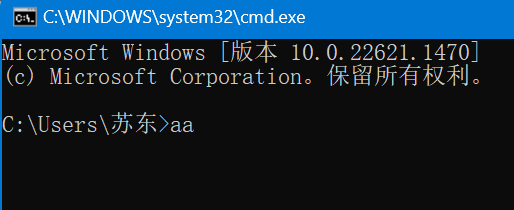 C:\WINDOWS\system32\cmd.exe
Microsoft Windows [版本 10.0.22621.1470]
(c) Microsoft Corporation。保留所有权利。
C:\Users\苏东>aa